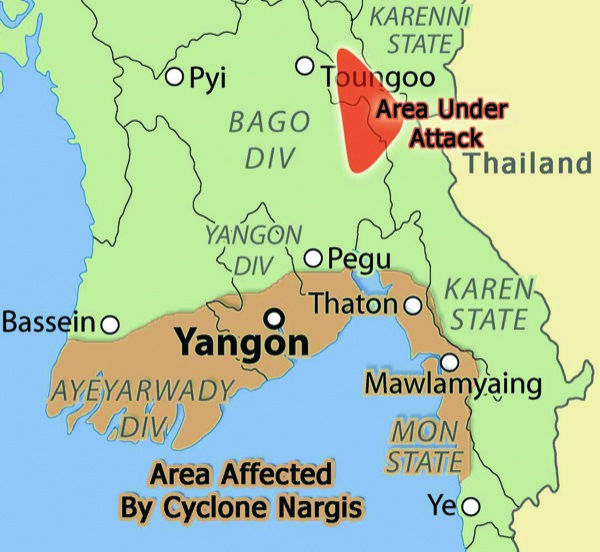 KARENNI
STATE
Pyi
Toungoo
Area Under
Attack
BAGO
DIV
Thailand
YANGON
DIV
Pegu
KAREN
STATE
Thaton
Bassein
Yangon
Mawlamyaing
AYEYARWADY
DIV
MON
STATE
Area Affected
By Cyclone Nargis
Ye